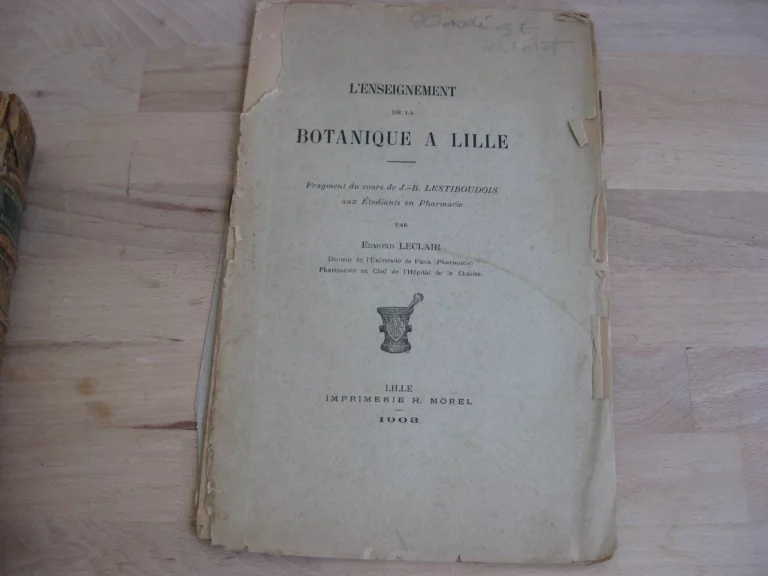 L'ENSEIGNEMENT
DE LA
BOTANIQUE A LILLE
Fragment du cours de J.-B. LESTIBOUDOIS
aux Étudiants en Pharmacie
PAR
EDMOND LECLAIR
Docteur de l'Université de Paris (Pharmacie)
Pharmacien en Chef de l'Hôpital de la Charité.
LILLE
IMPRIMERIE H. MOREL
1903